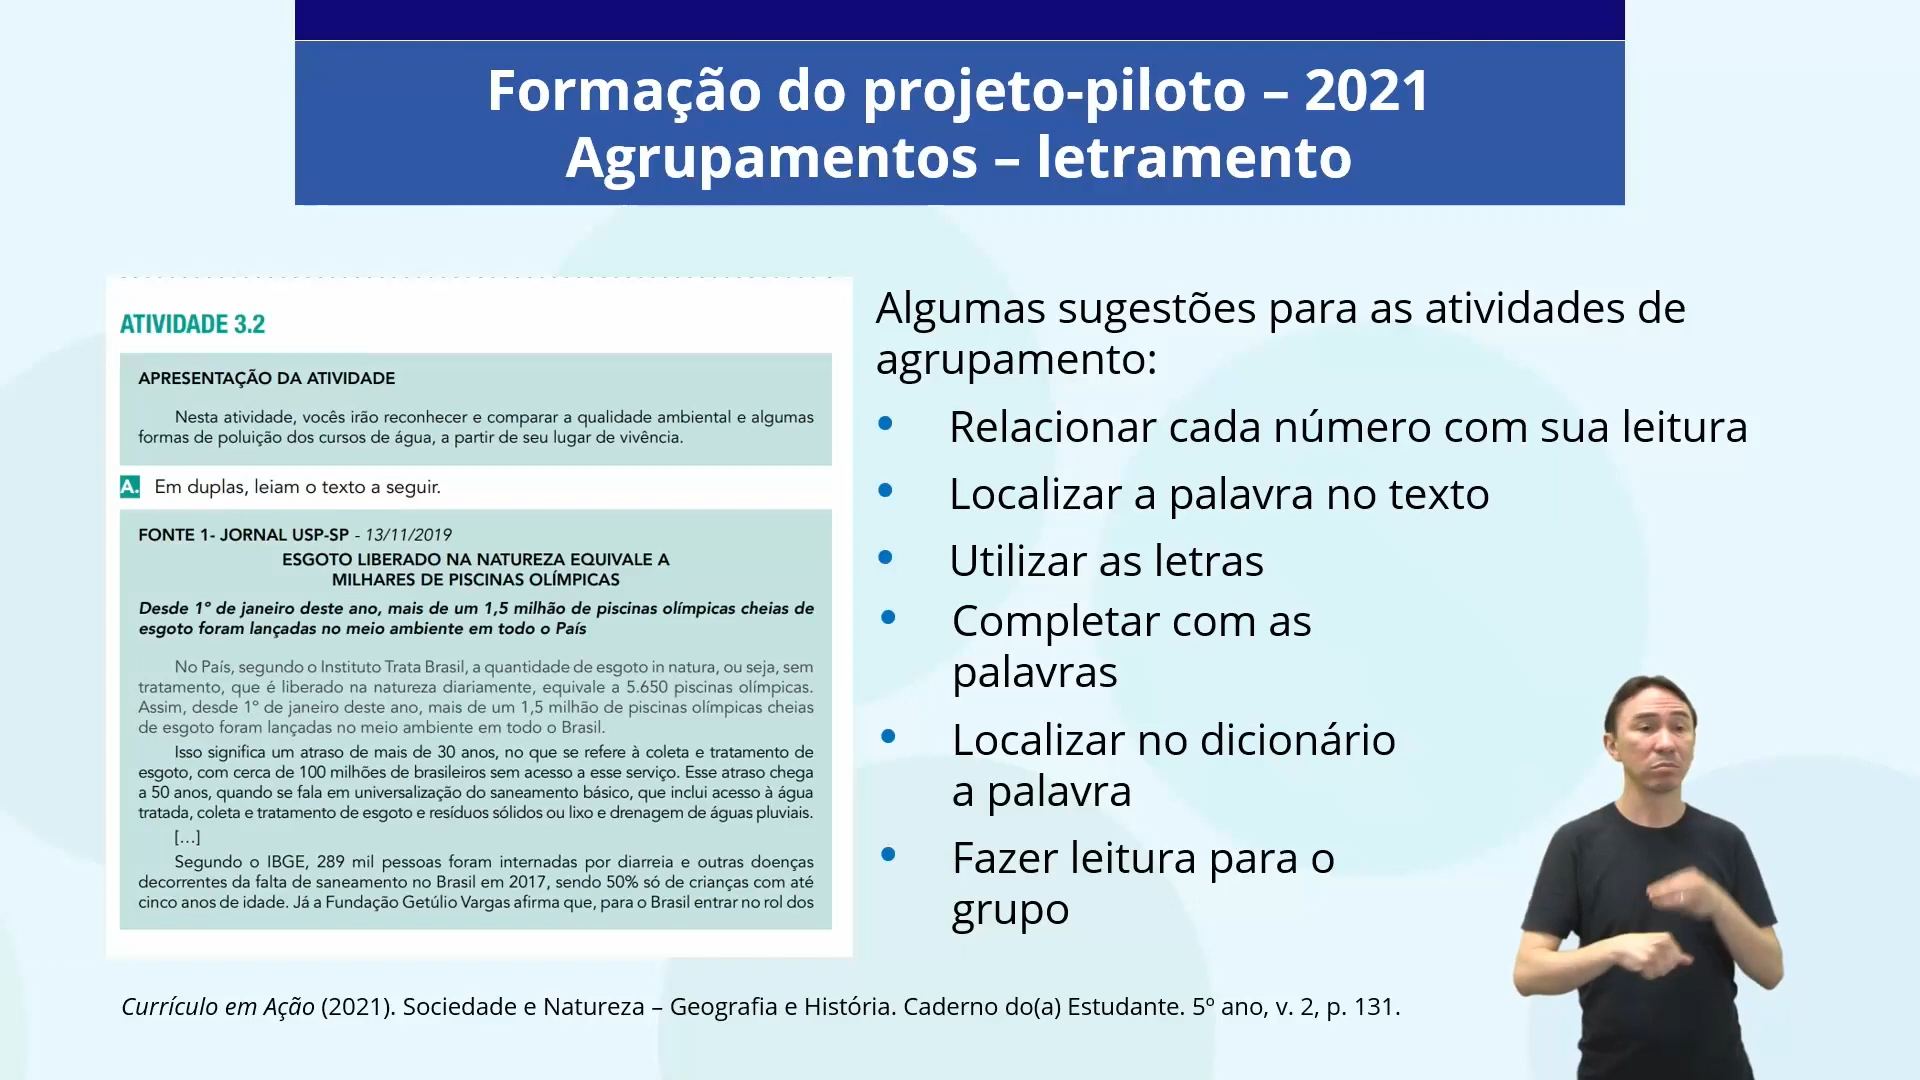 Formação do projeto-piloto – 2021
Agrupamentos – letramento
ATIVIDADE 3.2
APRESENTAÇÃO DA ATIVIDADE
Nesta atividade, vocês irão reconhecer e comparar a qualidade ambiental e algumas
formas de poluição dos cursos de água, a partir de seu lugar de vivência.
A. Em duplas, leiam o texto a seguir.
FONTE 1- JORNAL USP-SP - 13/11/2019
ESGOTO LIBERADO NA NATUREZA EQUIVALE A
MILHARES DE PISCINAS OLÍMPICAS
Desde 1º de janeiro deste ano, mais de um 1,5 milhão de piscinas olímpicas cheias de
esgoto foram lançadas no meio ambiente em todo o País
No País, segundo o Instituto Trata Brasil, a quantidade de esgoto in natura, ou seja, sem
tratamento, que é liberado na natureza diariamente, equivale a 5.650 piscinas olímpicas.
Assim, desde 1º de janeiro deste ano, mais de um 1,5 milhão de piscinas olímpicas cheias
de esgoto foram lançadas no meio ambiente em todo o Brasil.
Isso significa um atraso de mais de 30 anos, no que se refere à coleta e tratamento de
esgoto, com cerca de 100 milhões de brasileiros sem acesso a esse serviço. Esse atraso chega
a 50 anos, quando se fala em universalização do saneamento básico, que inclui acesso à água
tratada, coleta e tratamento de esgoto e resíduos sólidos ou lixo e drenagem de águas pluviais.
[...]
Segundo o IBGE, 289 mil pessoas foram internadas por diarreia e outras doenças
decorrentes da falta de saneamento no Brasil em 2017, sendo 50% só de crianças com até
cinco anos de idade. Já a Fundação Getúlio Vargas afirma que, para o Brasil entrar no rol dos
Algumas sugestões para as atividades de
agrupamento:
• Relacionar cada número com sua leitura
• Localizar a palavra no texto
• Utilizar as letras
• Completar com as
palavras
• Localizar no dicionário
a palavra
• Fazer leitura para o
grupo
Currículo em Ação (2021). Sociedade e Natureza – Geografia e História. Caderno do(a) Estudante. 5º ano, v. 2, p. 131.